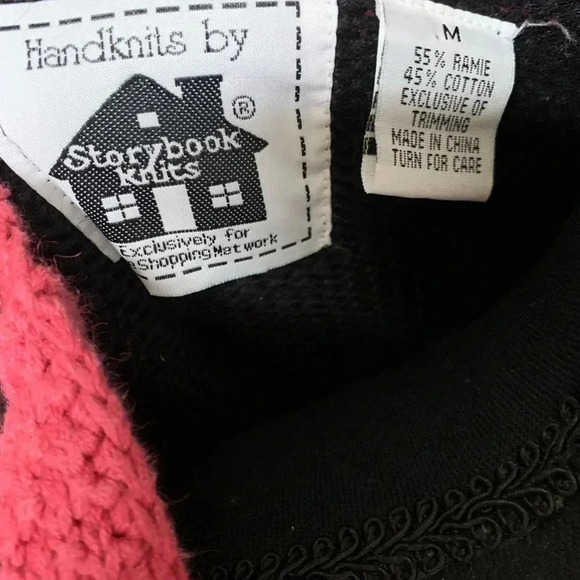 Handknits by
Storybook
Knits
®
Exclusively for
Shopping Network
M
55% RAMIE
45% COTTON
EXCLUSIVE OF
TRIMMING
MADE IN CHINA
TURN FOR CARE